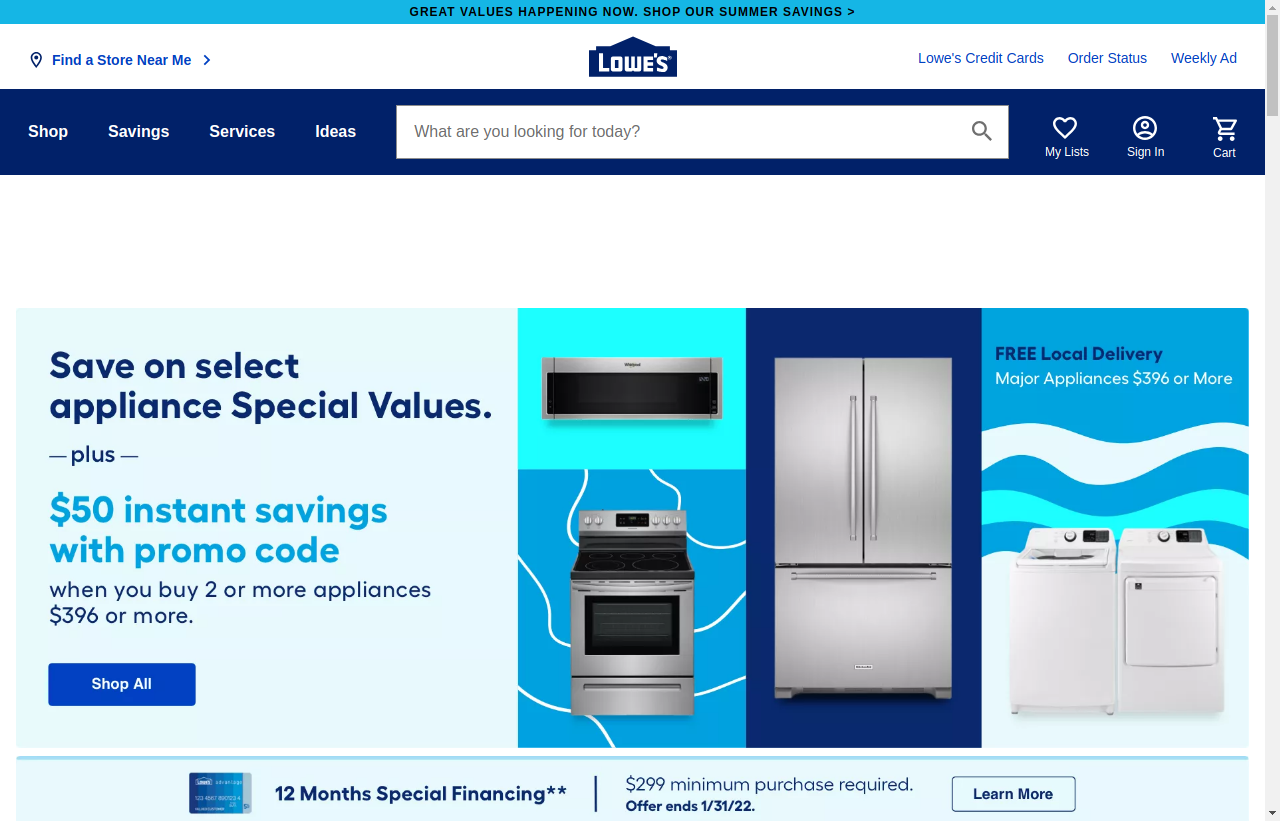 GREAT VALUES HAPPENING NOW. SHOP OUR SUMMER SAVINGS >
Find a Store Near Me
LOWE'S
Lowe's Credit Cards
Order Status
Weekly Ad
Shop
Savings
Services
Ideas
What are you looking for today?
My Lists
Sign In
Cart
Save on select
appliance Special Values.
— plus —
$50 instant savings
with promo code
when you buy 2 or more appliances
$396 or more.
Shop All
Whirlpool
FREE Local Delivery
Major Appliances $396 or More
LOWE'S advantage
12 Months Special Financing**
$299 minimum purchase required.
Offer ends 1/31/22.
Learn More